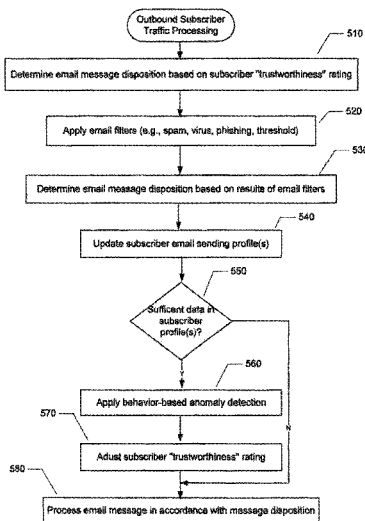 Outbound Subscriber
Traffic Processing
510
Determine email message disposition based on subscriber "trustworthiness" rating
520
Apply email filters (e.g., spam, virus, phishing, threshold)
530
Determine email message disposition based on results of email filters
540
Update subscriber email sending profile(s)
550
Sufficent data in
subscriber
profile(s)?
Y
N
560
Apply behavior-based anomaly detection
570
Adust subscriber "trustworthiness" rating
580
Process email message in accordance with message disposition